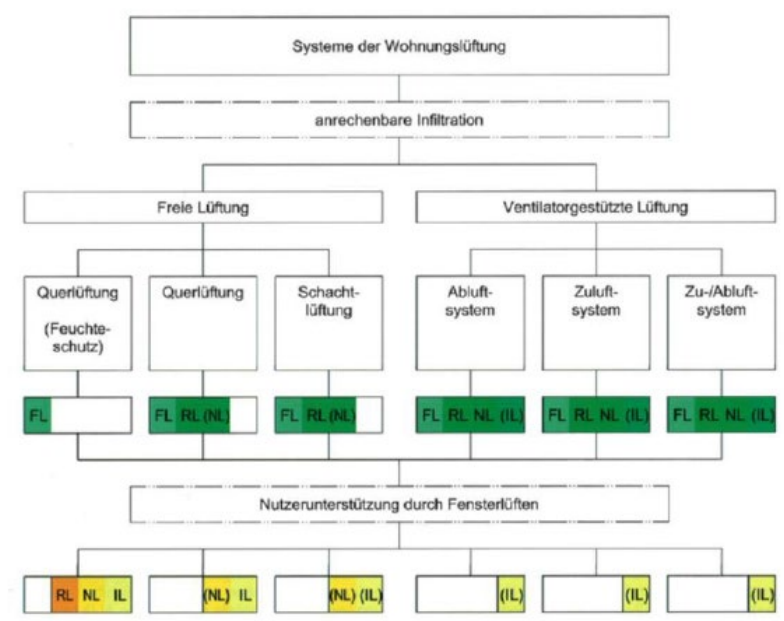 Systeme der Wohnungslüftung
anrechenbare Infiltration
Freie Lüftung
Ventilatorgestützte Lüftung
Querlüftung
(Feuchte-
schutz)
Querlüftung
Schacht-
lüftung
Abluft-
system
Zuluft-
system
Zu-/Abluft-
system
FL
FL RL (NL)
FL RL (NL)
FL RL NL (IL)
FL RL NL (IL)
FL RL NL (IL)
Nutzerunterstützung durch Fensterlüften
RL NL IL
(NL) IL
(NL) (IL)
(IL)
(IL)
(IL)